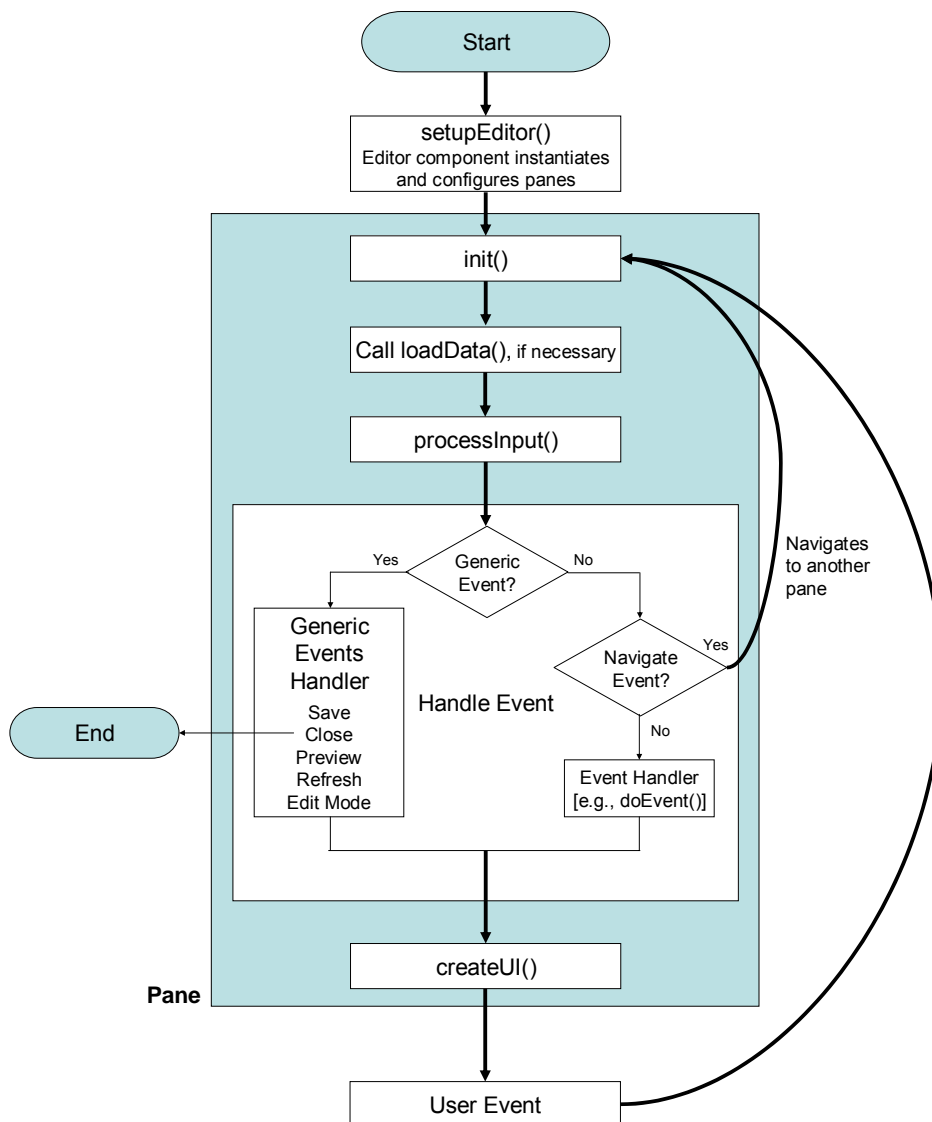 Start
setupEditor()
Editor component instantiates
and configures panes
init()
Call loadData(), if necessary
processInput()
Generic
Event?
Yes
No
Generic
Events
Handler
Save
Close
Preview
Refresh
Edit Mode
End
Handle Event
Navigate
Event?
Yes
No
Navigates
to another
pane
Event Handler
[e.g., doEvent()]
createUI()
Pane
User Event